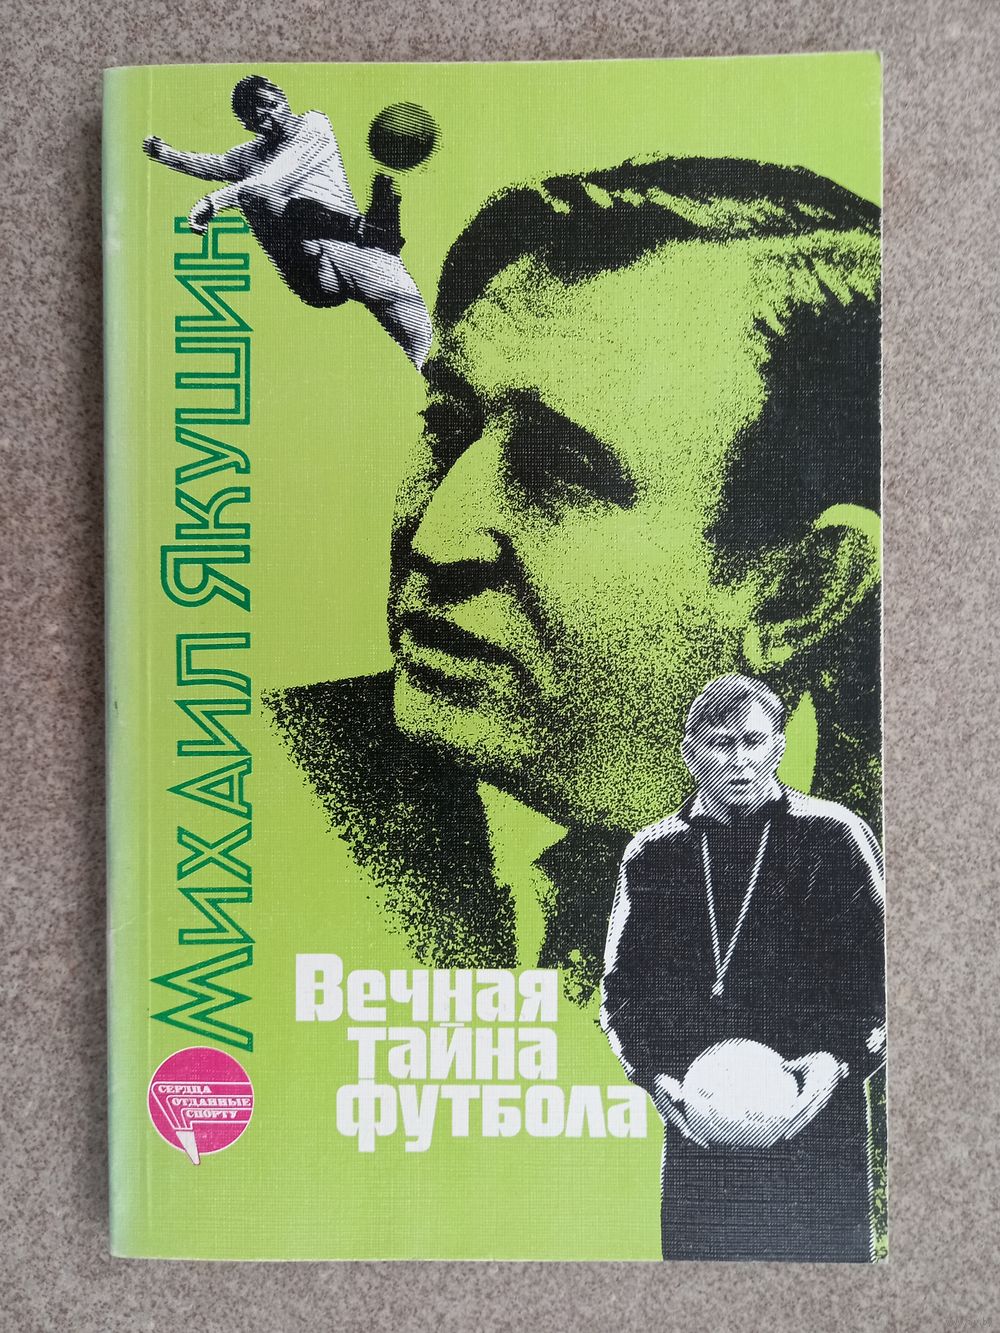 Михаил Якушин
Вечная
тайна
футбола
СЕРДЦА
ОТДАННЫЕ
СПОРТУ